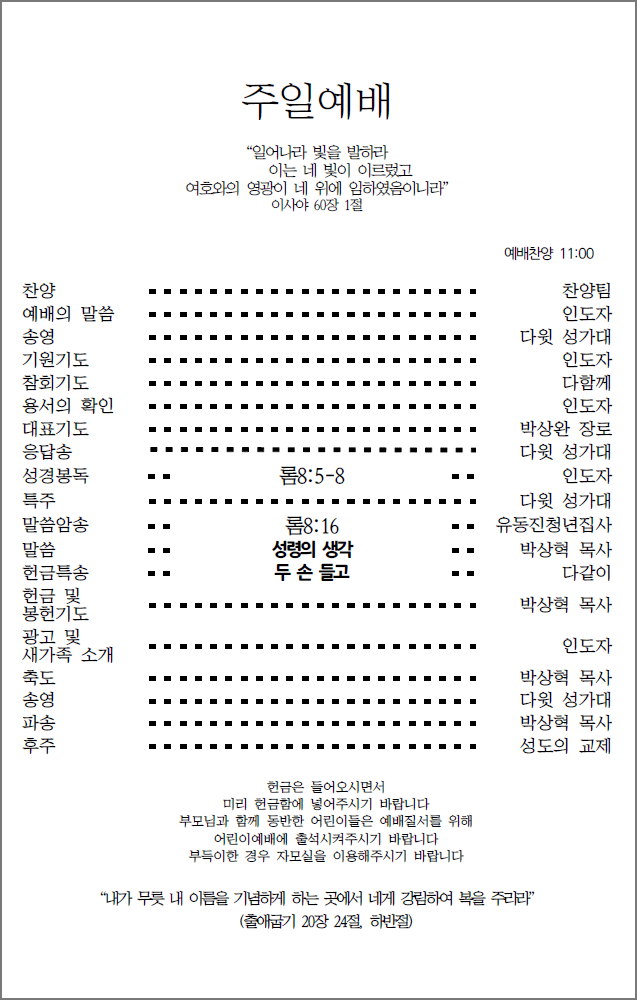 주일예배
“일어나라 빛을 발하라
이는 네 빛이 이르렀고
여호와의 영광이 네 위에 임하였음이니라”
이사야 60장 1절
예배찬양 11:00
찬양 찬양팀
예배의 말씀 인도자
송영 다윗 성가대
기원기도 인도자
참회기도 다함께
용서의 확인 인도자
대표기도 박상완 장로
응답송 다윗 성가대
성경봉독 롬8:5-8 인도자
특주 다윗 성가대
말씀암송 롬8:16 유동진청년집사
말씀 성령의 생각 박상혁 목사
헌금특송 두 손 들고 다같이
헌금 및
봉헌기도 박상혁 목사
광고 및
새가족 소개 인도자
축도 박상혁 목사
송영 다윗 성가대
파송 박상혁 목사
후주 성도의 교제
헌금은 들어오시면서
미리 헌금함에 넣어주시기 바랍니다
부모님과 함께 동반한 어린이들은 예배질서를 위해
어린이예배에 출석시켜주시기 바랍니다
부득이한 경우 자모실을 이용해주시기 바랍니다
“내가 무릇 내 이름을 기념하게 하는 곳에서 네게 강림하여 복을 주리라”
(출애굽기 20장 24절, 하반절)